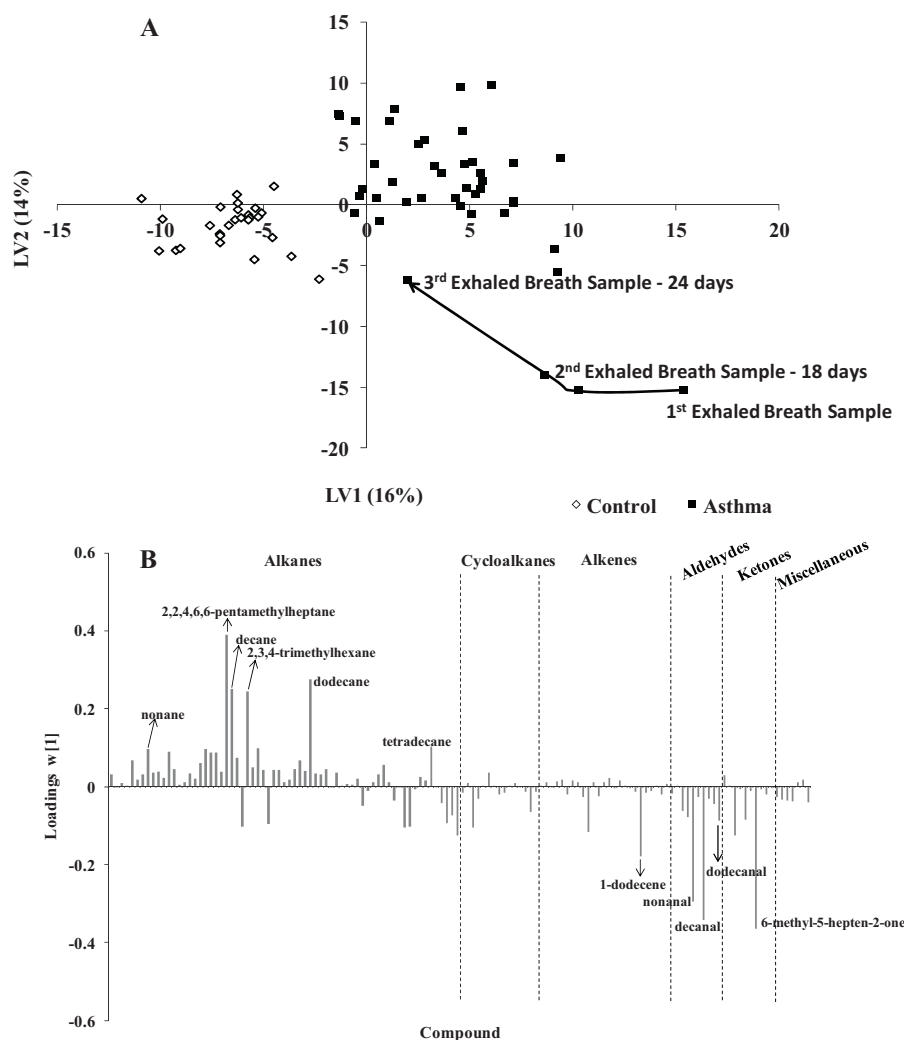 A
15
10
5
0
-15
-10
-5
0
5
10
15
20
-5
-10
-15
-20
LV2 (14%)
3rd Exhaled Breath Sample - 24 days
2nd Exhaled Breath Sample - 18 days
1st Exhaled Breath Sample
LV1 (16%)
Control
Asthma
B
Alkanes
Cycloalkanes
Alkenes
Aldehydes
Ketones
Miscellaneous
0.6
0.4
0.2
0
-0.2
-0.4
-0.6
Loadings w[1]
2,2,4,6,6-pentamethylheptane
decane
2,3,4-trimethylhexane
dodecane
nonane
tetradecane
1-dodecene
nonanal
decanal
dodecanal
6-methyl-5-hepten-2-one
Compound